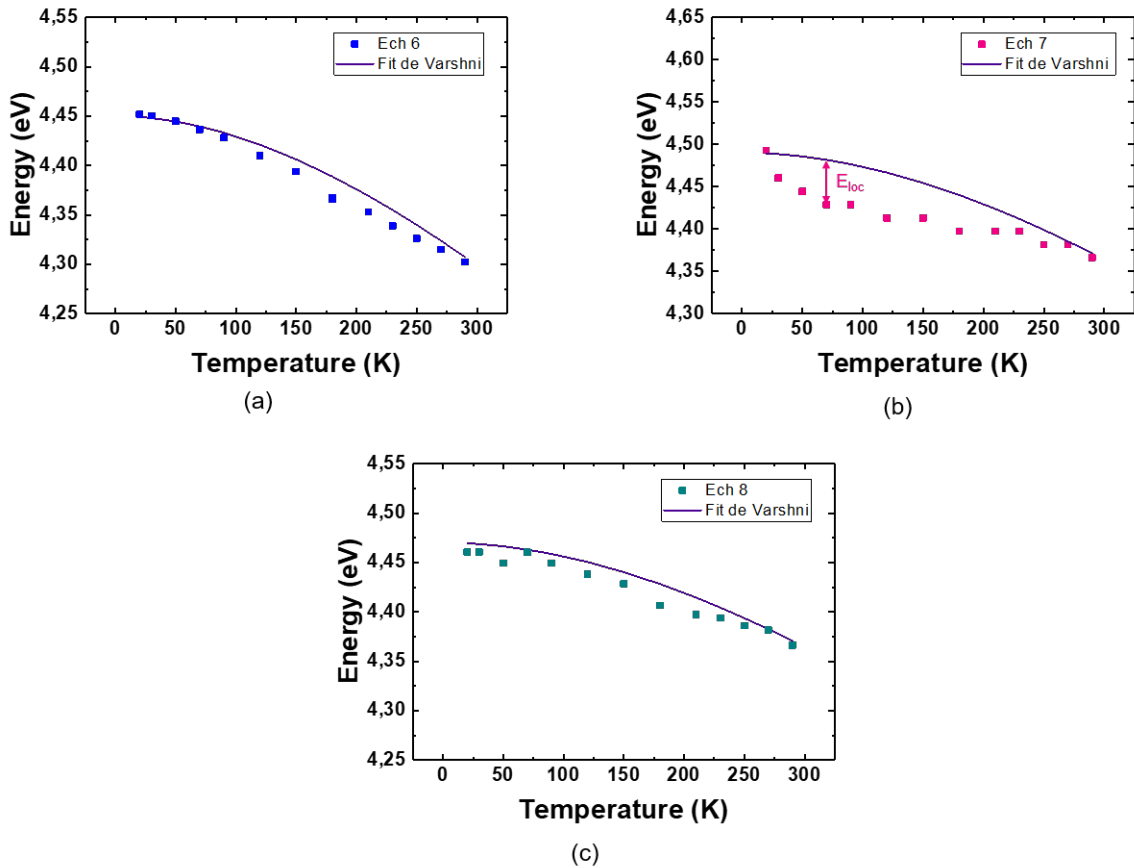 4,55
4,50
4,45
4,40
4,35
4,30
4,25
Energy (eV)
Ech 6
Fit de Varshni
0 50 100 150 200 250 300
Temperature (K)
(a)
4,65
4,60
4,55
4,50
4,45
4,40
4,35
4,30
Energy (eV)
Ech 7
Fit de Varshni
Eloc
0 50 100 150 200 250 300
Temperature (K)
(b)
4,55
4,50
4,45
4,40
4,35
4,30
4,25
Energy (eV)
Ech 8
Fit de Varshni
0 50 100 150 200 250 300
Temperature (K)
(c)